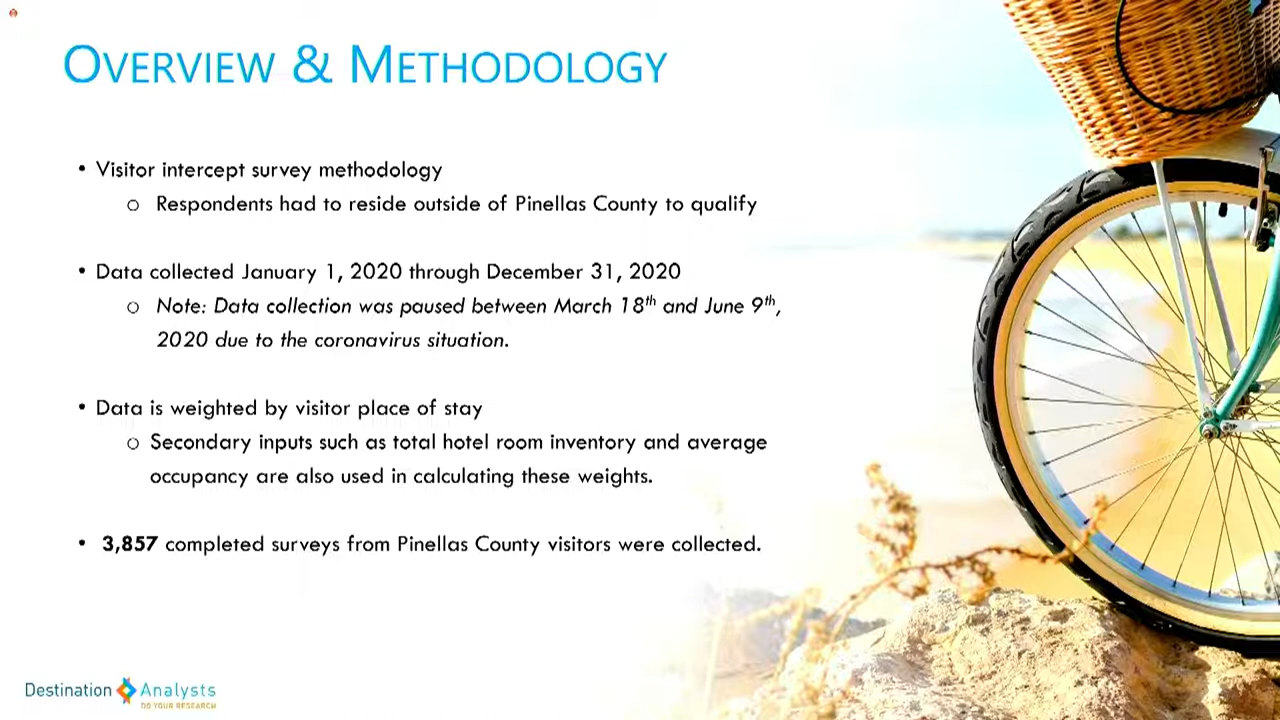 OVERVIEW & METHODOLOGY
• Visitor intercept survey methodology
o Respondents had to reside outside of Pinellas County to qualify
• Data collected January 1, 2020 through December 31, 2020
o Note: Data collection was paused between March 18th and June 9th,
2020 due to the coronavirus situation.
• Data is weighted by visitor place of stay
o Secondary inputs such as total hotel room inventory and average
occupancy are also used in calculating these weights.
• 3,857 completed surveys from Pinellas County visitors were collected.
Destination Analysts
DO YOUR RESEARCH